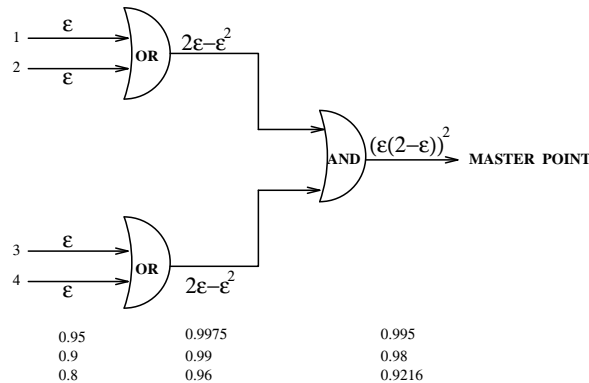 1 ε
2 ε
OR
2ε−ε²
AND
(ε(2−ε))²
MASTER POINT
3 ε
4 ε
OR
2ε−ε²
0.95 0.9975 0.995
0.9 0.99 0.98
0.8 0.96 0.9216